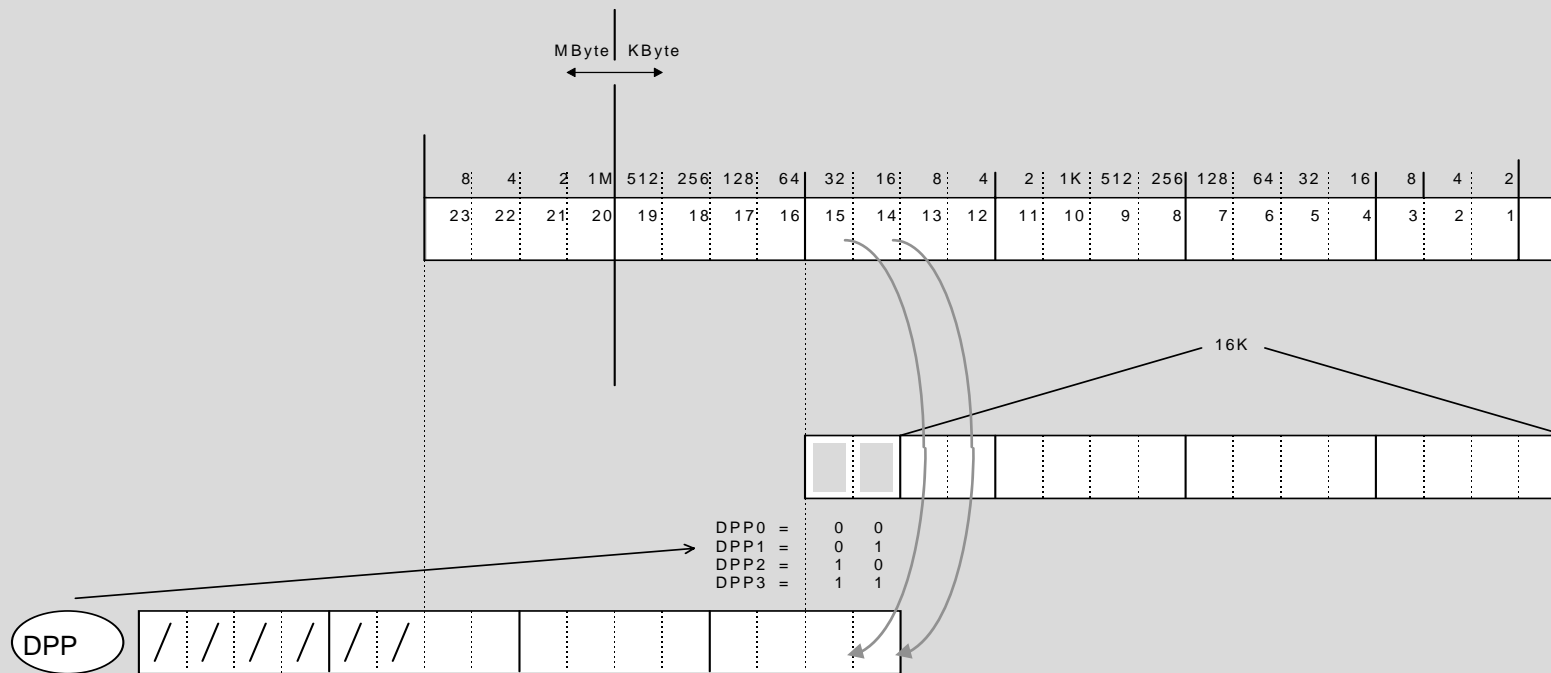 MByte KByte
8 4 2 1M 512 256 128 64 32 16 8 4 2 1K 512 256 128 64 32 16 8 4 2
23 22 21 20 19 18 17 16 15 14 13 12 11 10 9 8 7 6 5 4 3 2 1
16K
DPP0 = 0 0
DPP1 = 0 1
DPP2 = 1 0
DPP3 = 1 1
DPP / / / / / /